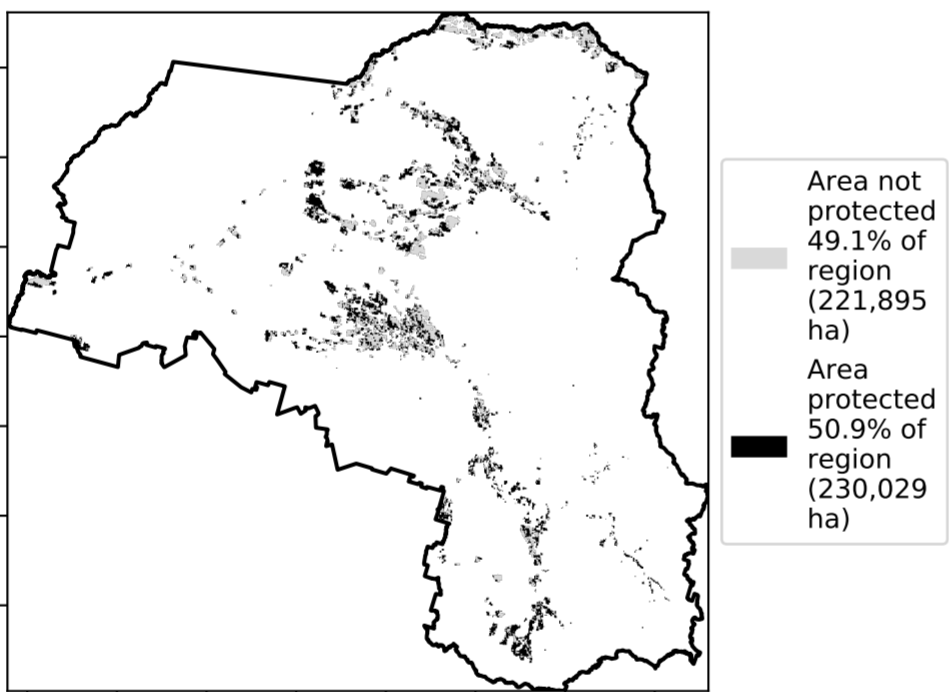 Area not
protected
49.1% of
region
(221,895
ha)
Area
protected
50.9% of
region
(230,029
ha)